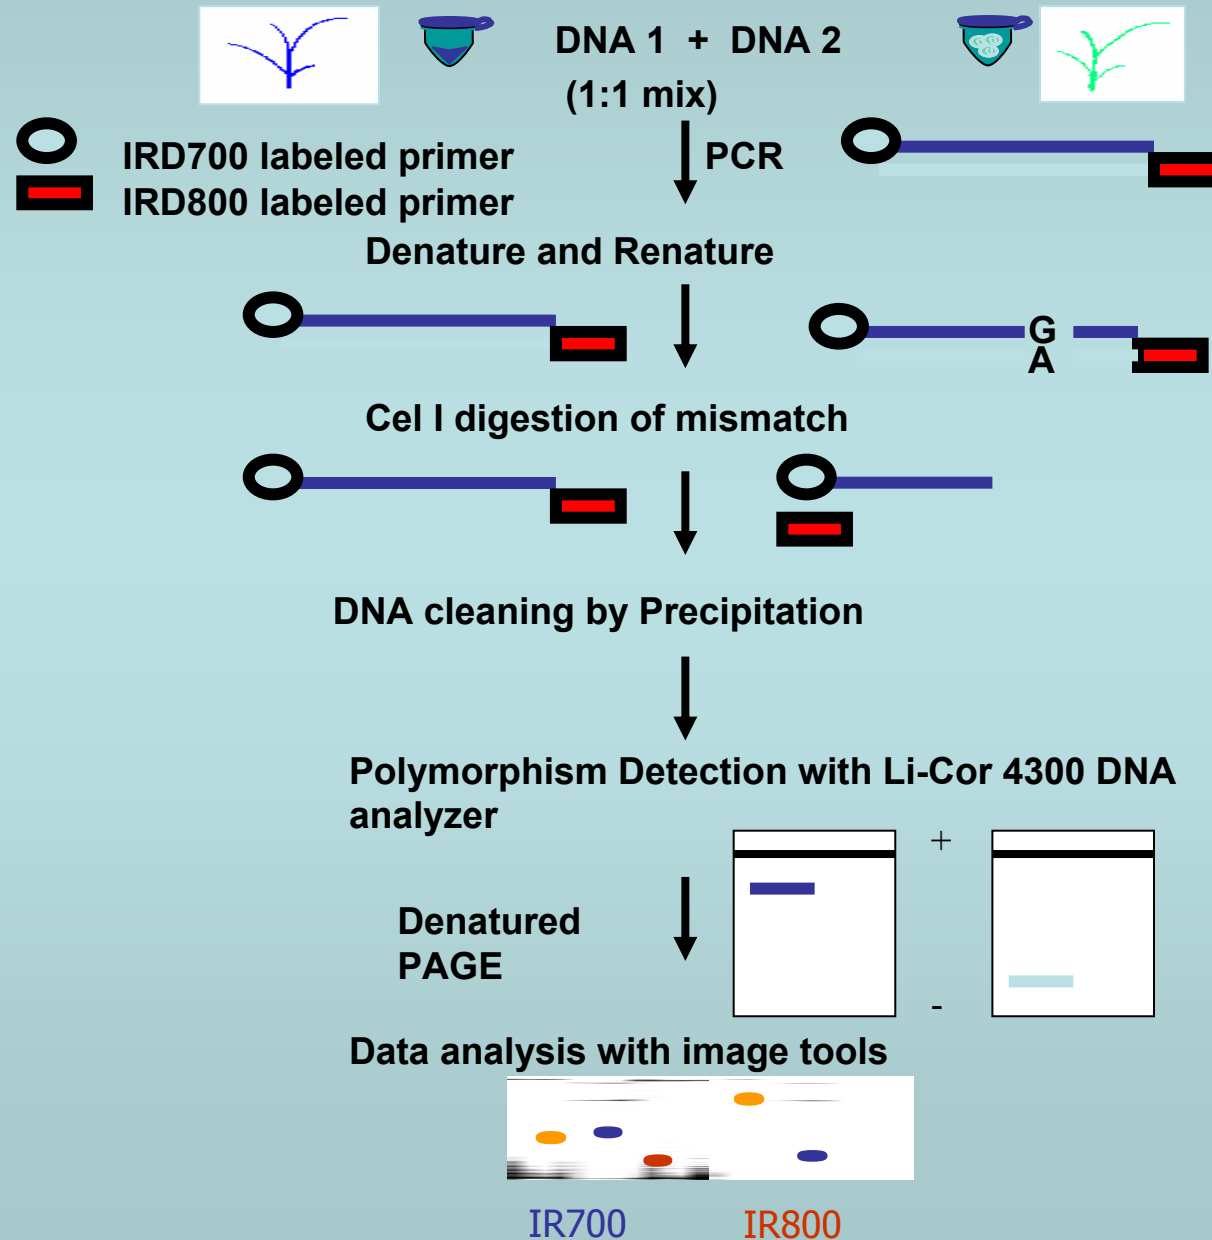 DNA 1 + DNA 2
(1:1 mix)
IRD700 labeled primer
PCR
IRD800 labeled primer
Denature and Renature
G
A
Cel I digestion of mismatch
DNA cleaning by Precipitation
Polymorphism Detection with Li-Cor 4300 DNA
analyzer
+
Denatured
PAGE
-
Data analysis with image tools
IR700 IR800